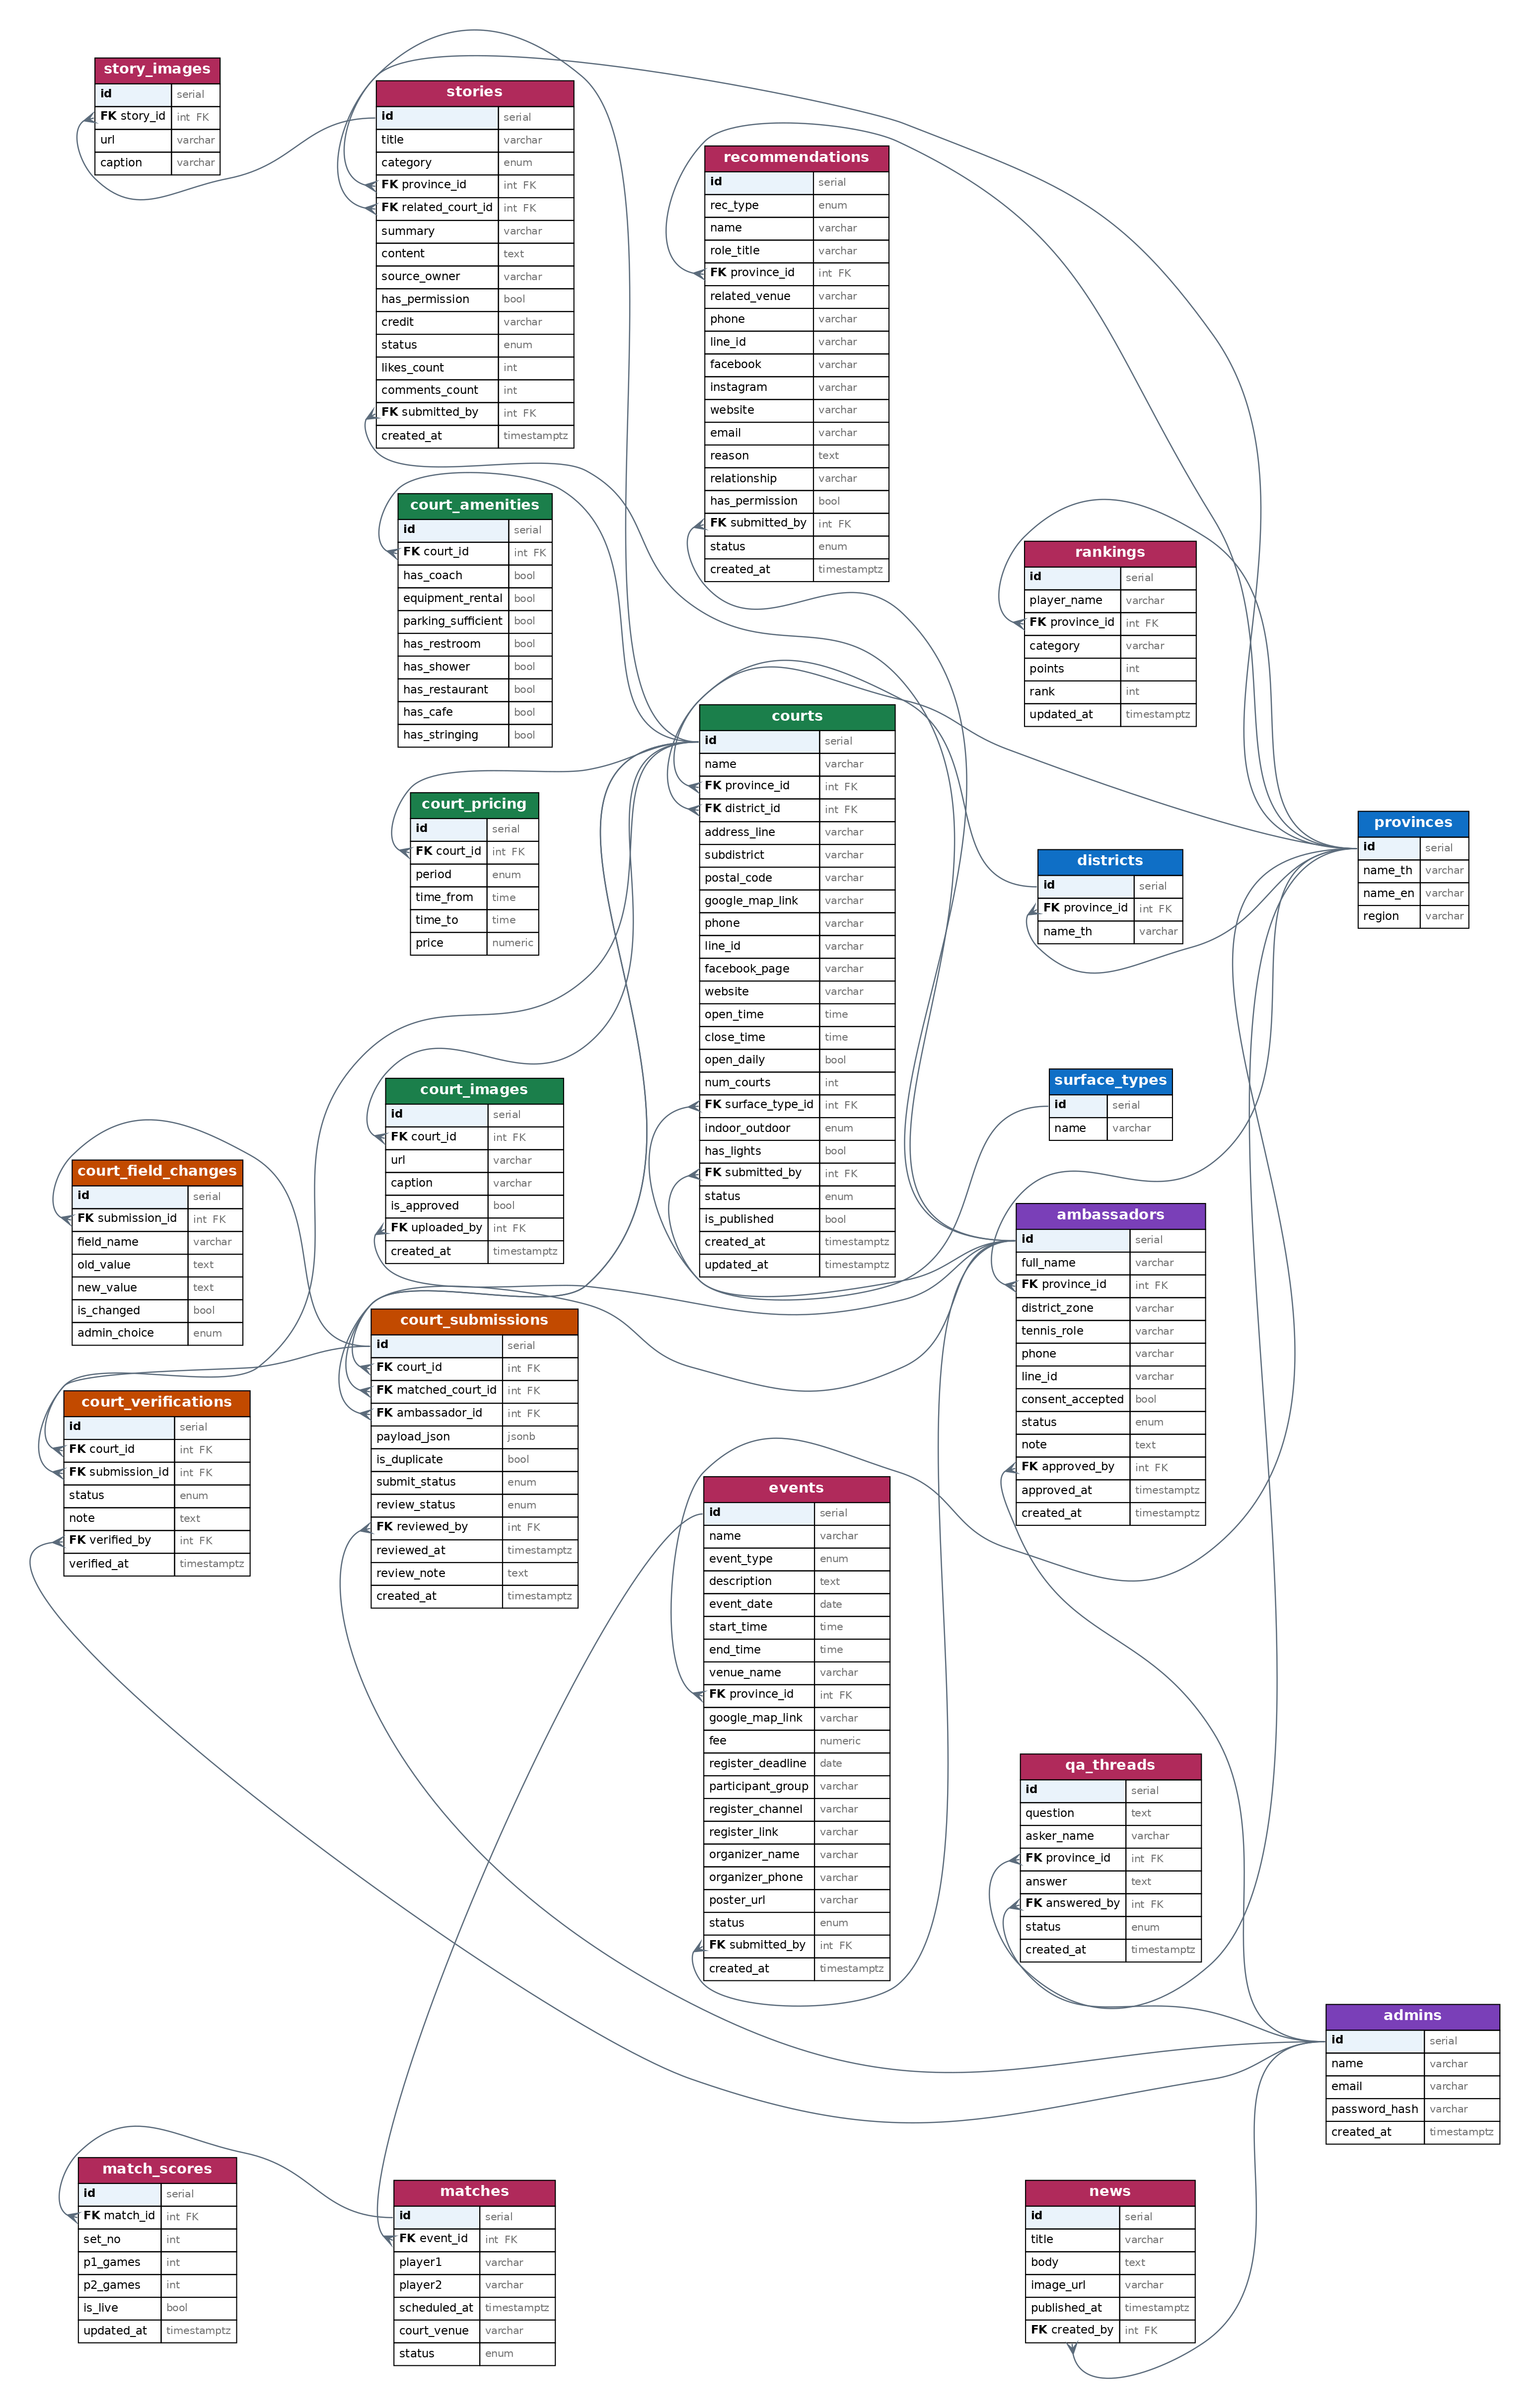 story_images
id serial
FK story_id int FK
url varchar
caption varchar
stories
id serial
title varchar
category enum
FK province_id int FK
FK related_court_id int FK
summary varchar
content text
source_owner varchar
has_permission bool
credit varchar
status enum
likes_count int
comments_count int
FK submitted_by int FK
created_at timestamptz
recommendations
id serial
rec_type enum
name varchar
role_title varchar
FK province_id int FK
related_venue varchar
phone varchar
line_id varchar
facebook varchar
instagram varchar
website varchar
email varchar
reason text
relationship varchar
has_permission bool
FK submitted_by int FK
status enum
created_at timestamptz
court_amenities
id serial
FK court_id int FK
has_coach bool
equipment_rental bool
parking_sufficient bool
has_restroom bool
has_shower bool
has_restaurant bool
has_cafe bool
has_stringing bool
rankings
id serial
player_name varchar
FK province_id int FK
category varchar
points int
rank int
updated_at timestamptz
courts
id serial
name varchar
FK province_id int FK
FK district_id int FK
address_line varchar
subdistrict varchar
postal_code varchar
google_map_link varchar
phone varchar
line_id varchar
facebook_page varchar
website varchar
open_time time
close_time time
open_daily bool
num_courts int
FK surface_type_id int FK
indoor_outdoor enum
has_lights bool
FK submitted_by int FK
status enum
is_published bool
created_at timestamptz
updated_at timestamptz
court_pricing
id serial
FK court_id int FK
period enum
time_from time
time_to time
price numeric
provinces
id serial
name_th varchar
name_en varchar
region varchar
districts
id serial
FK province_id int FK
name_th varchar
surface_types
id serial
name varchar
court_images
id serial
FK court_id int FK
url varchar
caption varchar
is_approved bool
FK uploaded_by int FK
created_at timestamptz
court_field_changes
id serial
FK submission_id int FK
field_name varchar
old_value text
new_value text
is_changed bool
admin_choice enum
ambassadors
id serial
full_name varchar
FK province_id int FK
district_zone varchar
tennis_role varchar
phone varchar
line_id varchar
consent_accepted bool
status enum
note text
FK approved_by int FK
approved_at timestamptz
created_at timestamptz
court_submissions
id serial
FK court_id int FK
FK matched_court_id int FK
FK ambassador_id int FK
payload_json jsonb
is_duplicate bool
submit_status enum
review_status enum
FK reviewed_by int FK
reviewed_at timestamptz
review_note text
created_at timestamptz
court_verifications
id serial
FK court_id int FK
FK submission_id int FK
status enum
note text
FK verified_by int FK
verified_at timestamptz
events
id serial
name varchar
event_type enum
description text
event_date date
start_time time
end_time time
venue_name varchar
FK province_id int FK
google_map_link varchar
fee numeric
register_deadline date
participant_group varchar
register_channel varchar
register_link varchar
organizer_name varchar
organizer_phone varchar
poster_url varchar
status enum
FK submitted_by int FK
created_at timestamptz
qa_threads
id serial
question text
asker_name varchar
FK province_id int FK
answer text
FK answered_by int FK
status enum
created_at timestamptz
admins
id serial
name varchar
email varchar
password_hash varchar
created_at timestamptz
match_scores
id serial
FK match_id int FK
set_no int
p1_games int
p2_games int
is_live bool
updated_at timestamptz
matches
id serial
FK event_id int FK
player1 varchar
player2 varchar
scheduled_at timestamptz
court_venue varchar
status enum
news
id serial
title varchar
body text
image_url varchar
published_at timestamptz
FK created_by int FK